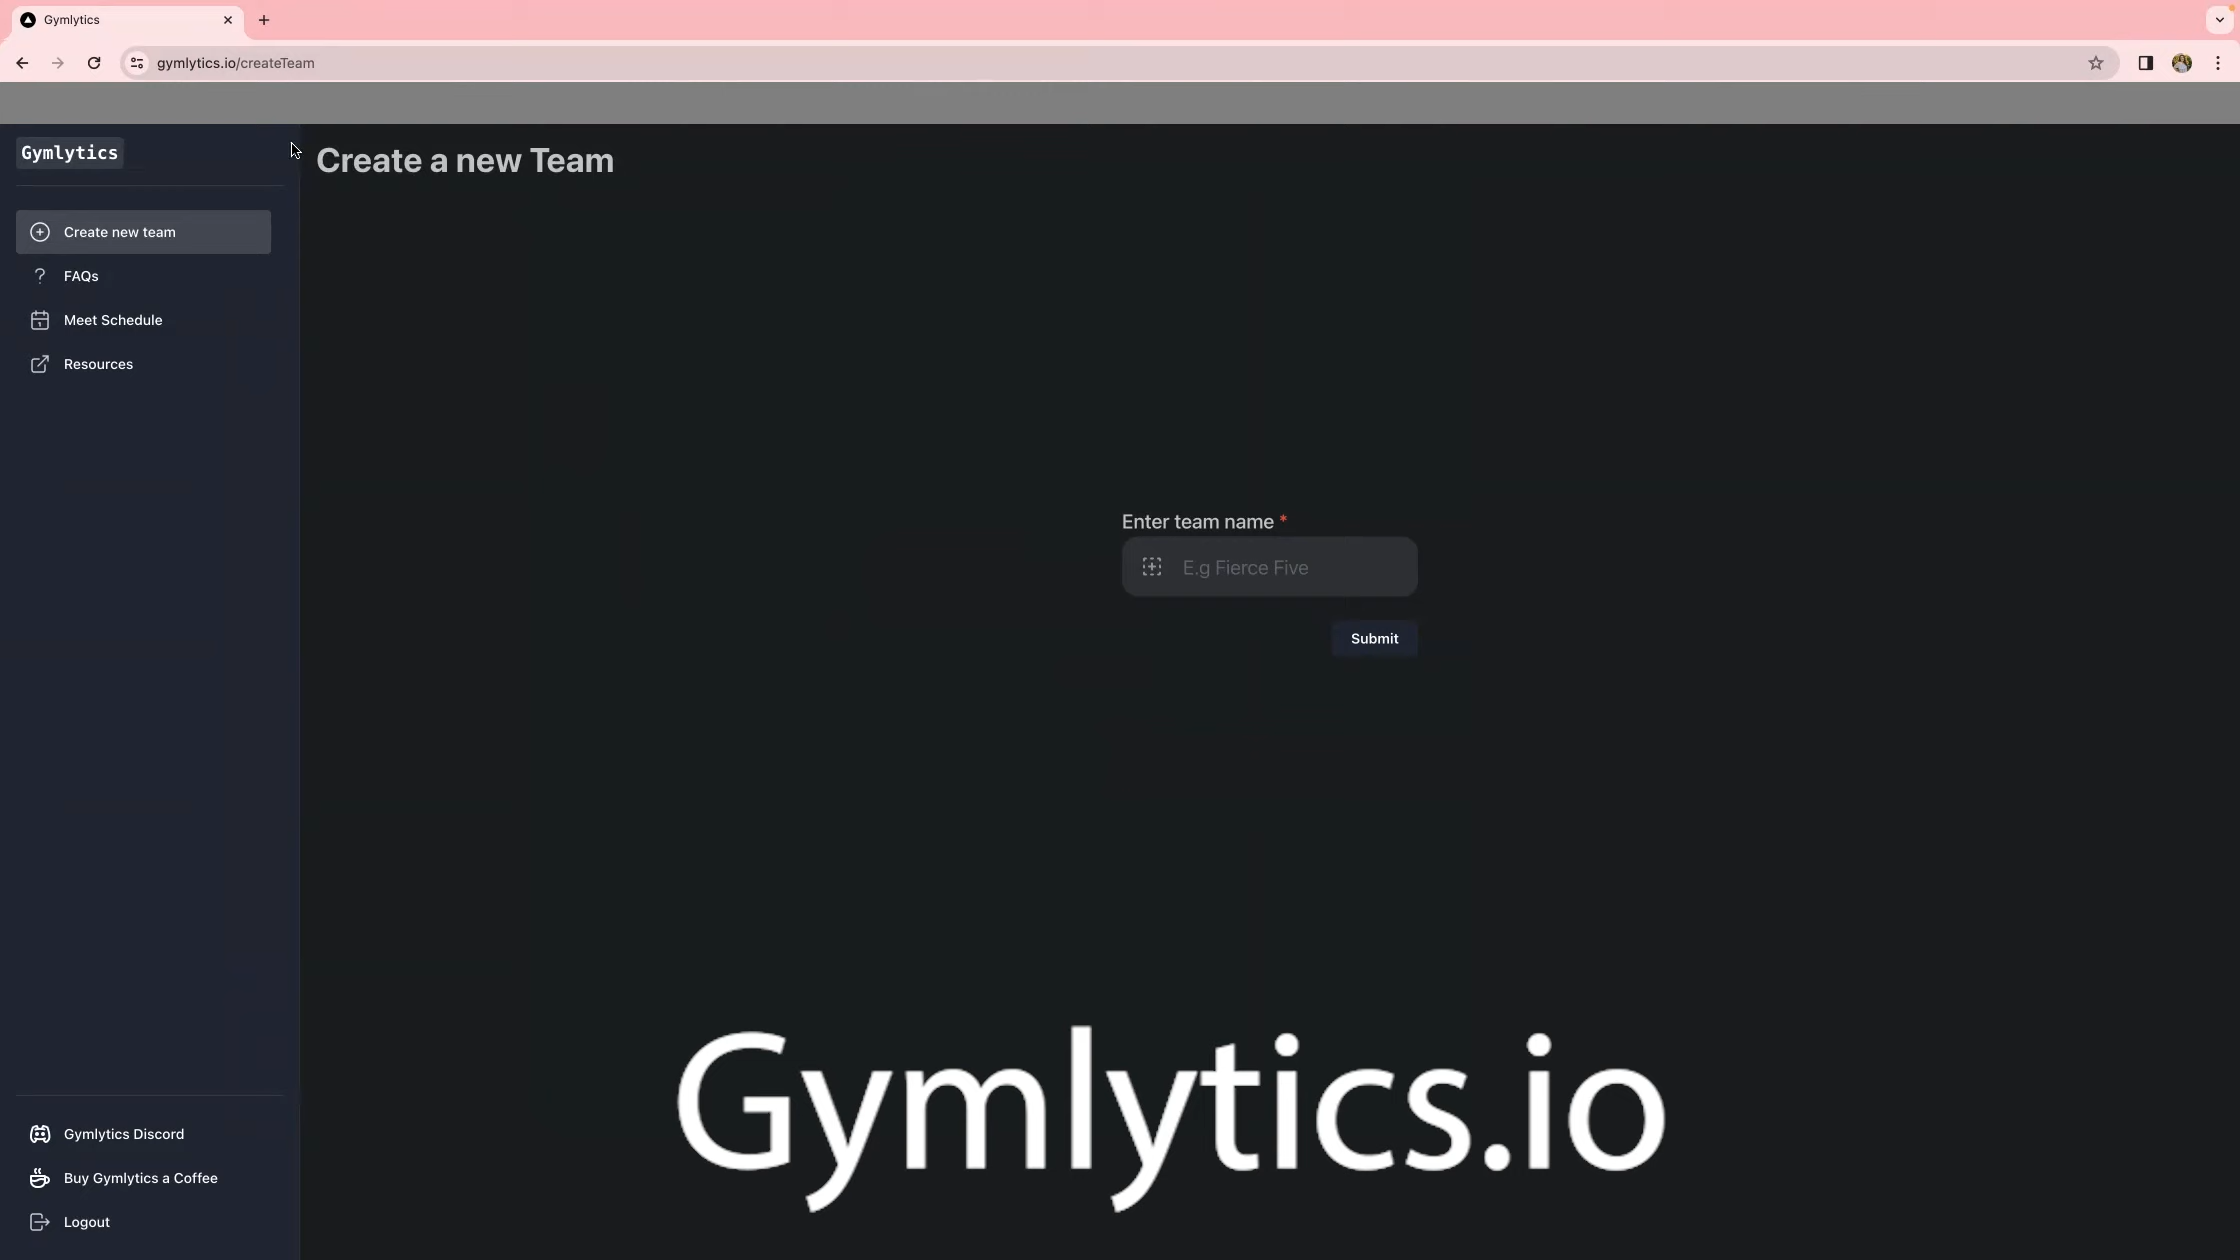 Gymlytics
gymlytics.io/createTeam
Gymlytics
Create a new Team
Create new team
FAQs
Meet Schedule
Resources
Enter team name *
E.g Fierce Five
Submit
Gymlytics.io
Gymlytics Discord
Buy Gymlytics a Coffee
Logout